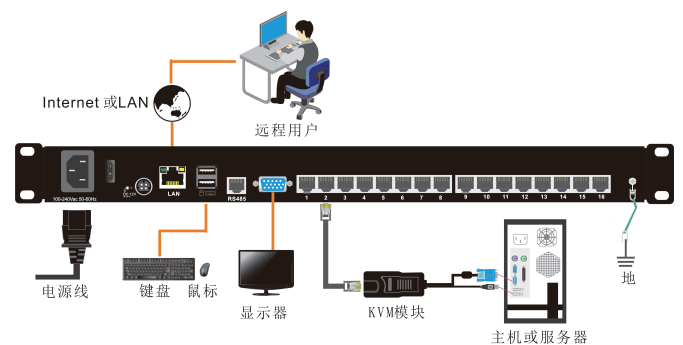 Internet 或LAN
远程用户
100-240Vac 50-60Hz
DC-12V
LAN
RS485
1 2 3 4 5 6 7 8 9 10 11 12 13 14 15 16
电源线
键盘 鼠标
显示器
KVM模块
主机或服务器
地